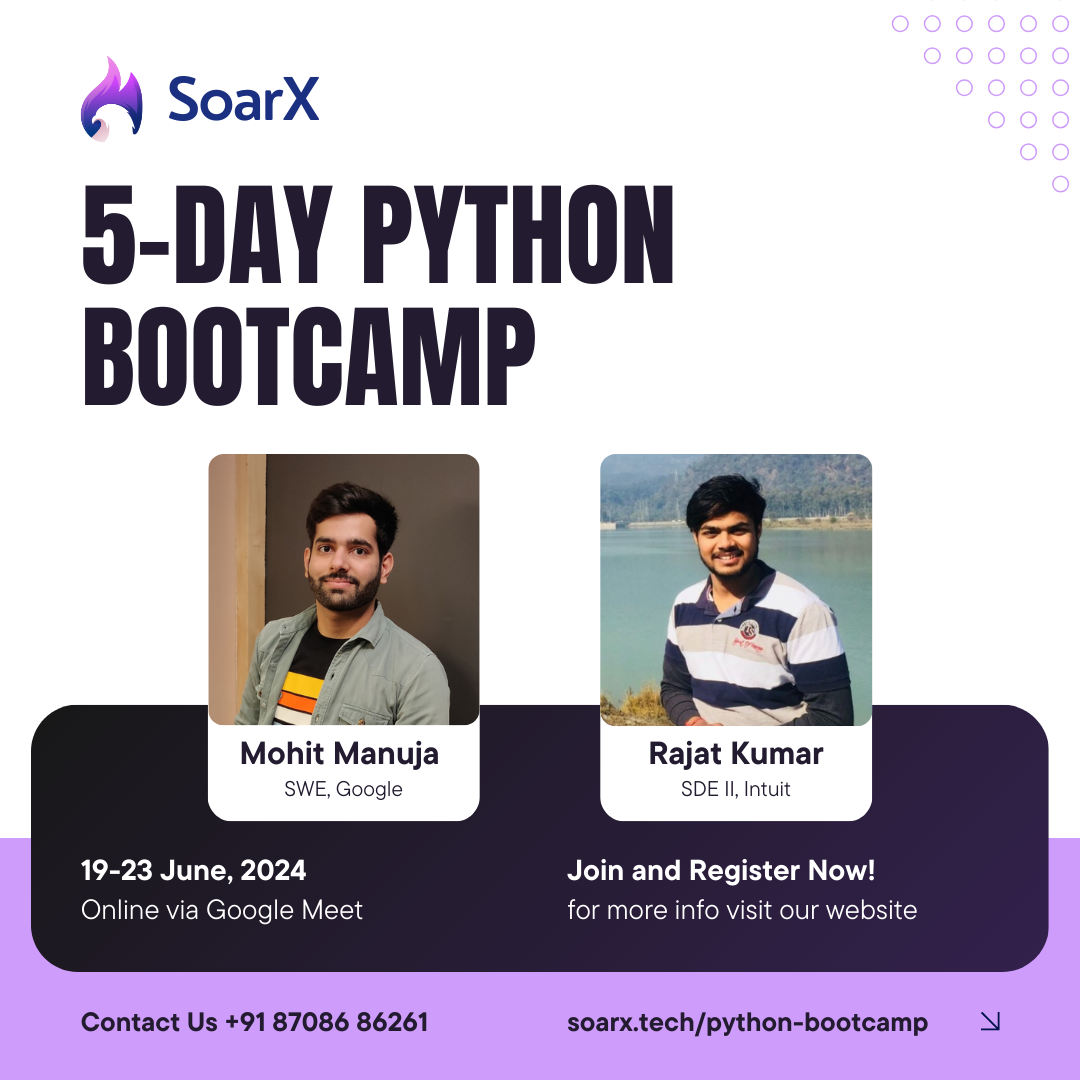 SoarX
5-DAY PYTHON
BOOTCAMP
Mohit Manuja
SWE, Google
Rajat Kumar
SDE II, Intuit
19-23 June, 2024
Online via Google Meet
Join and Register Now!
for more info visit our website
Contact Us +91 87086 86261
soarx.tech/python-bootcamp